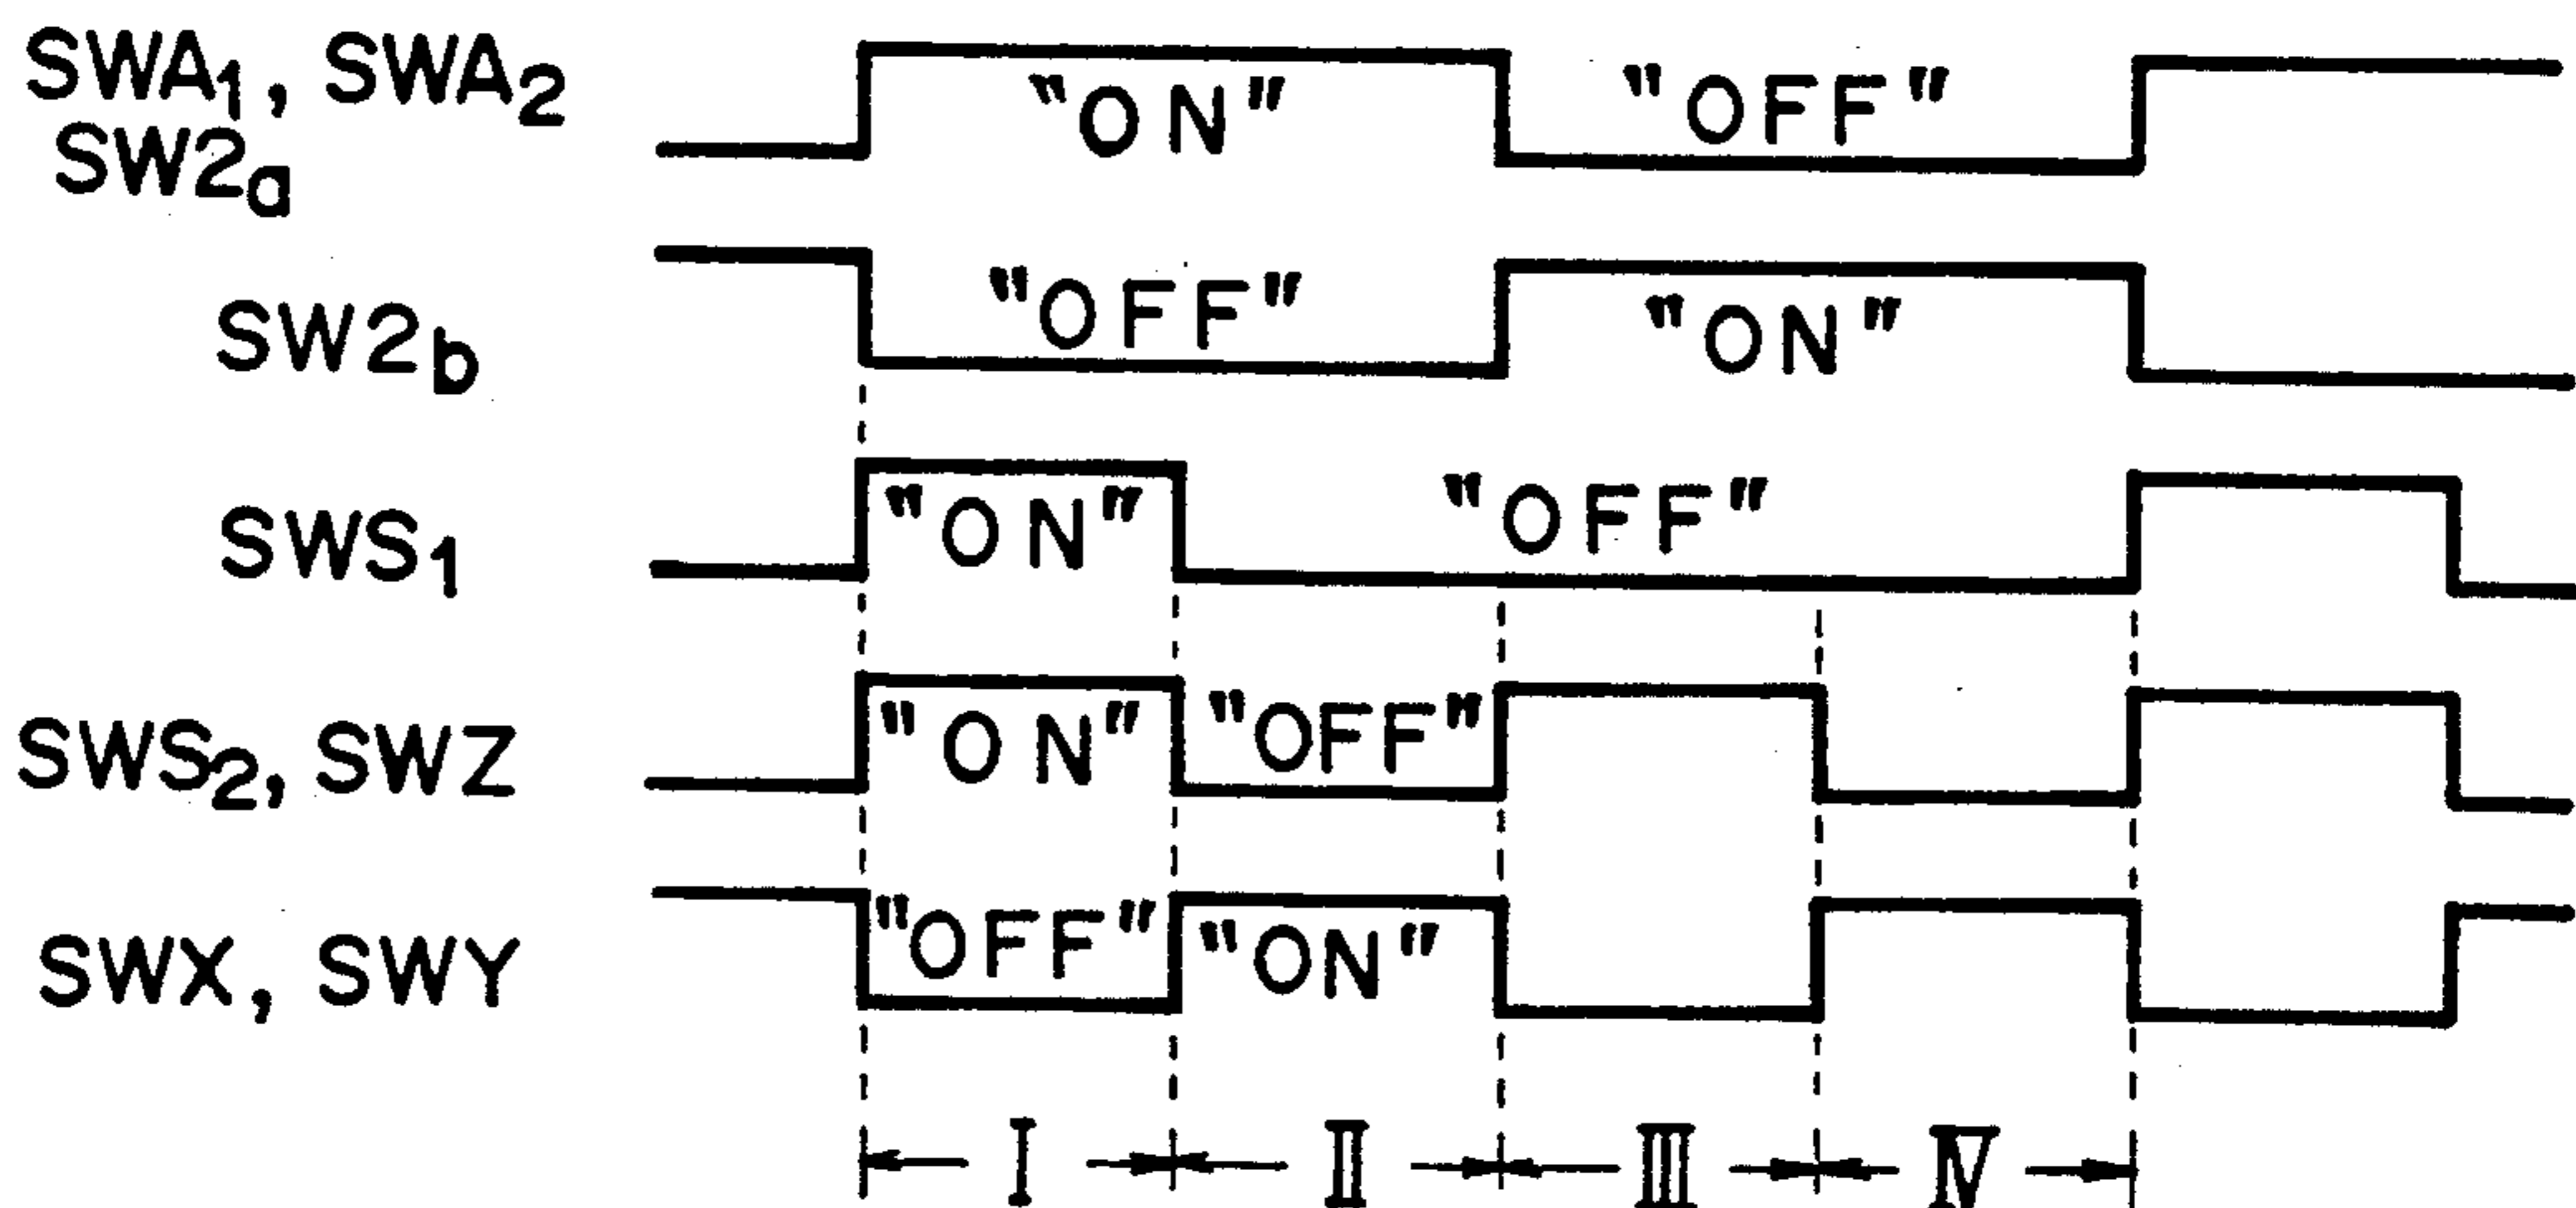 SWA1, SWA2 "ON" "OFF"
SW2a
SW2b "OFF" "ON"
SWS1 "ON" "OFF"
SWS2, SWZ "ON" "OFF"
SWX, SWY "OFF" "ON"
I II III IV